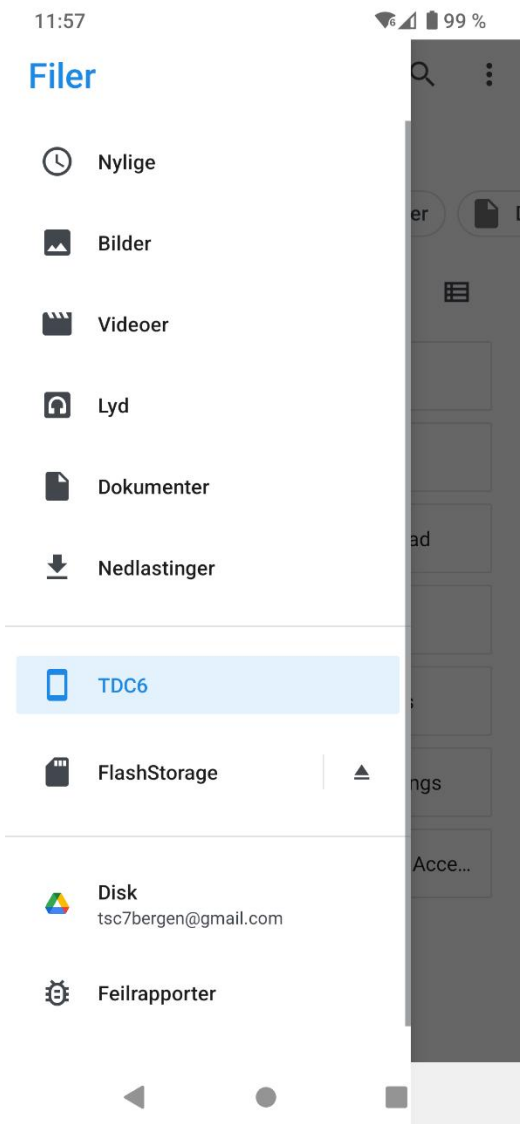 11:57
6
99 %
Filer
Nylige
er
Bilder
Videoer
Lyd
Dokumenter
ad
Nedlastinger
TDC6
FlashStorage
ngs
Acce…
Disk
tsc7bergen@gmail.com
Feilrapporter